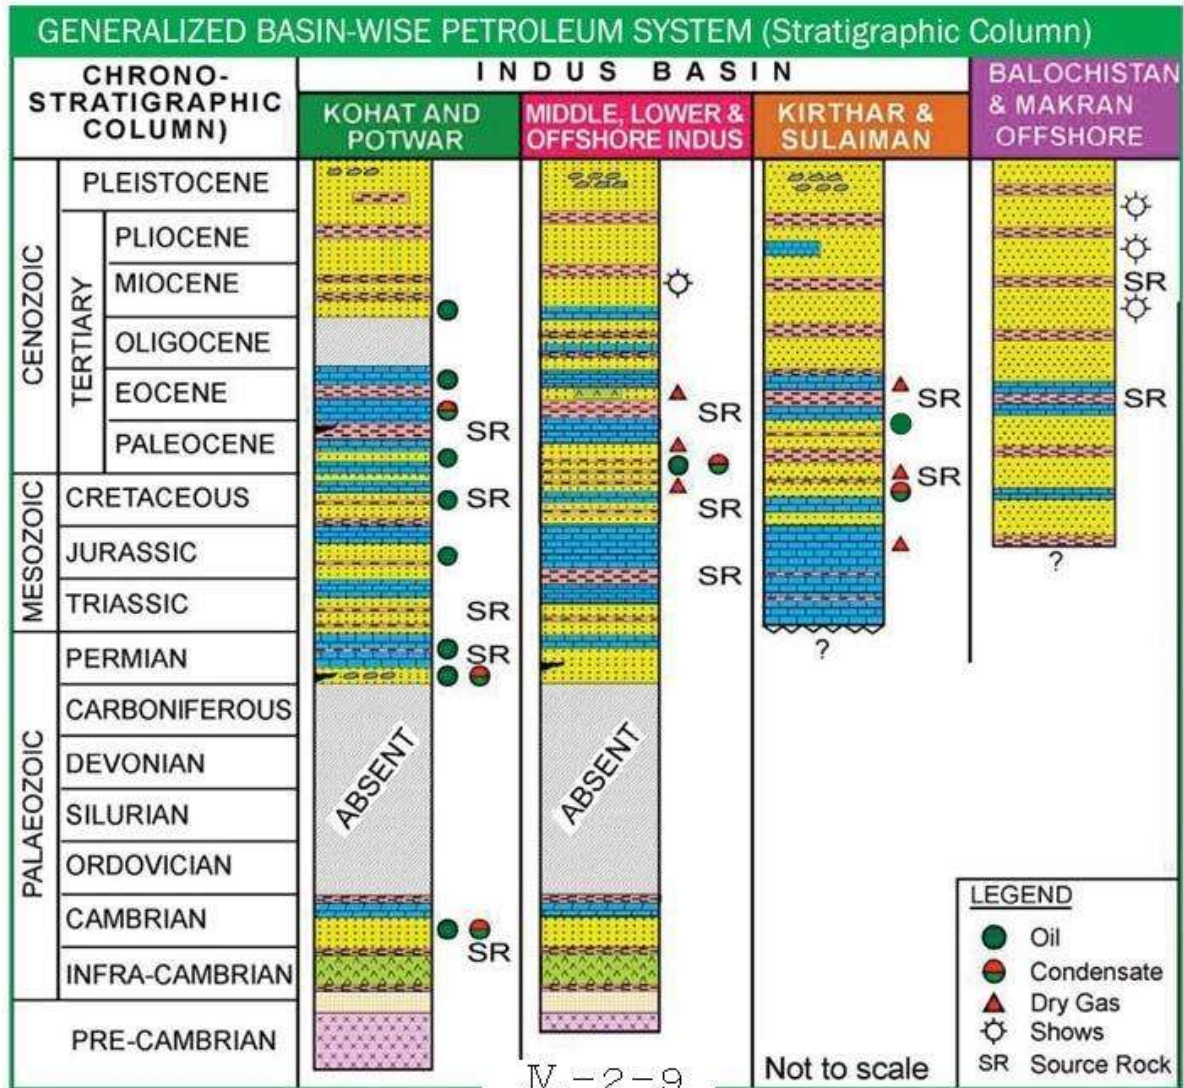 GENERALIZED BASIN-WISE PETROLEUM SYSTEM (Stratigraphic Column)
CHRONO-
STRATIGRAPHIC
COLUMN)
INDUS BASIN
KOHAT AND
POTWAR
MIDDLE, LOWER &
OFFSHORE INDUS
KIRTHAR &
SULAIMAN
BALOCHISTAN
& MAKRAN
OFFSHORE
CENOZOIC
TERTIARY
PLEISTOCENE
PLIOCENE
MIOCENE
OLIGOCENE
EOCENE
PALEOCENE
MESOZOIC
CRETACEOUS
JURASSIC
TRIASSIC
PALAEOZOIC
PERMIAN
CARBONIFEROUS
DEVONIAN
SILURIAN
ORDOVICIAN
CAMBRIAN
INFRA-CAMBRIAN
PRE-CAMBRIAN
SR
SR
SR
SR
ABSENT
SR
SR
SR
SR
ABSENT
SR
SR
?
SR
SR
?
LEGEND
Oil
Condensate
Dry Gas
Shows
SR Source Rock
Not to scale
Ⅳ-2-9